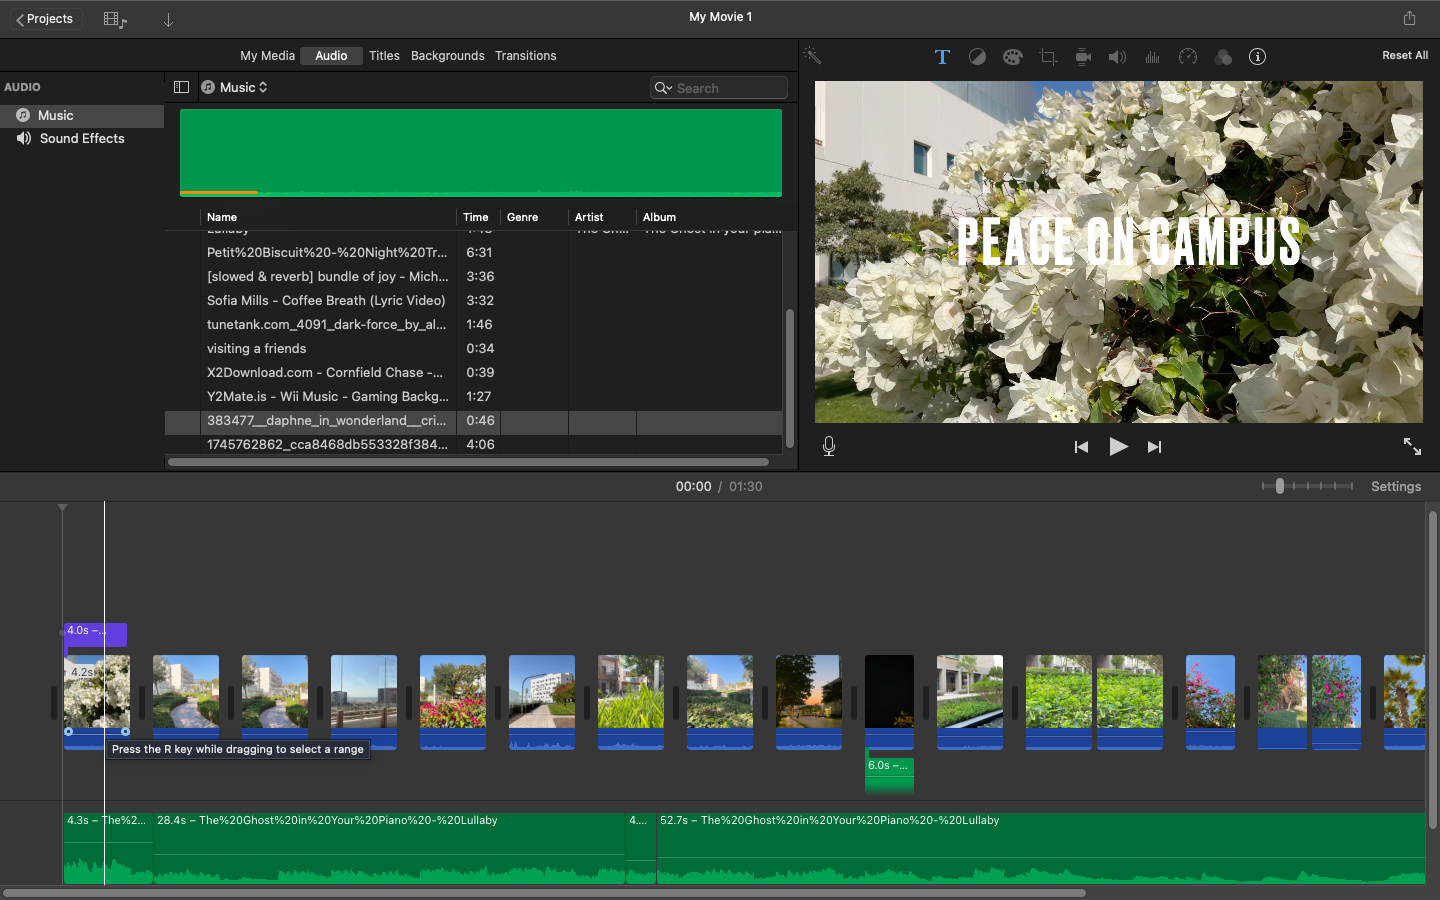 Projects
My Movie 1
My Media Audio Titles Backgrounds Transitions
Reset All
AUDIO
Music
Search
Music
Sound Effects
Name Time Genre Artist Album
Petit%20Biscuit%20-%20Night%20Tr... 6:31
[slowed & reverb] bundle of joy - Mich... 3:36
Sofia Mills - Coffee Breath (Lyric Video) 3:32
tunetank.com_4091_dark-force_by_al... 1:46
visiting a friends 0:34
X2Download.com - Cornfield Chase -... 0:39
Y2Mate.is - Wii Music - Gaming Backg... 1:27
383477__daphne_in_wonderland__cri... 0:46
1745762862_cca8468db553328f384... 4:06
PEACE ON CAMPUS
00:00 / 01:30
Settings
4.0s –...
4.2s
Press the R key while dragging to select a range
6.0s –...
4.3s – The%2...
28.4s – The%20Ghost%20in%20Your%20Piano%20-%20Lullaby
4....
52.7s – The%20Ghost%20in%20Your%20Piano%20-%20Lullaby